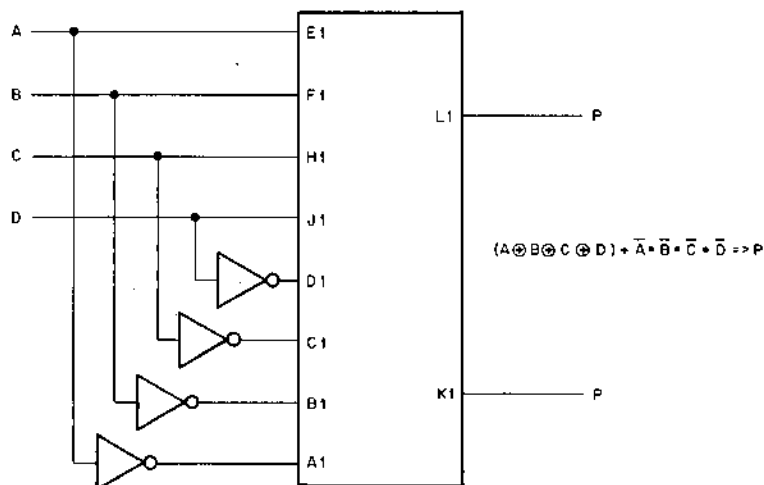 A
E1
B
F1
L1
P
C
H1
D
J1
(A⊕B⊕C⊕D)+A̅•B̅•C̅•D̅=>P
D1
C1
B1
K1
P
A1